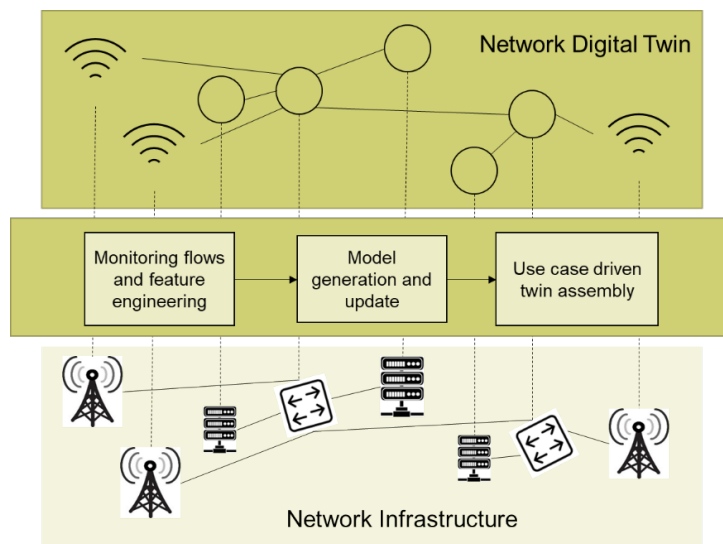 Network Digital Twin
Monitoring flows
and feature
engineering
Model
generation and
update
Use case driven
twin assembly
Network Infrastructure